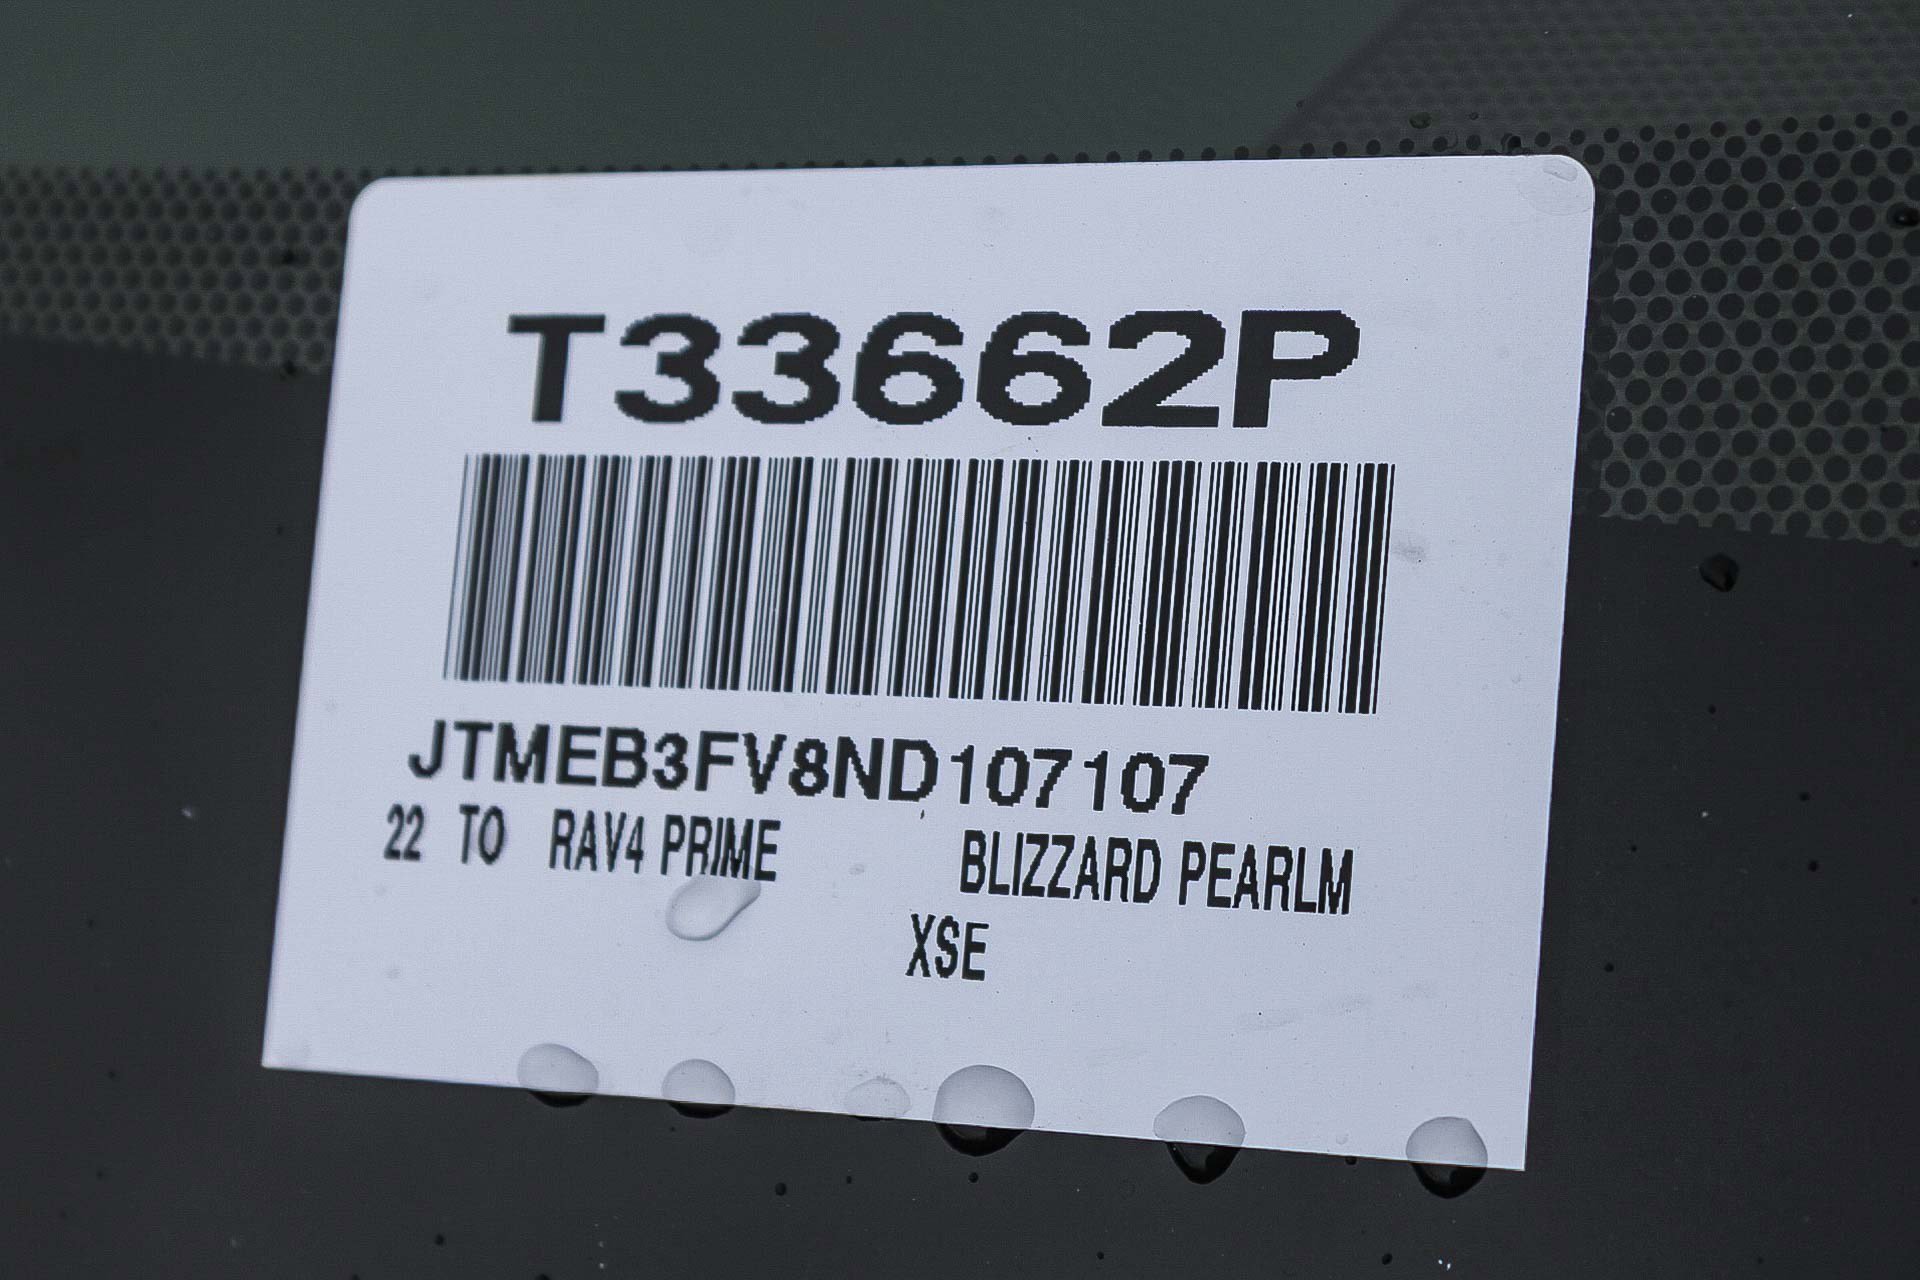 T33662P
JTMEB3FV8ND107107
22 TO RAV4 PRIME BLIZZARD PEARLM
XSE